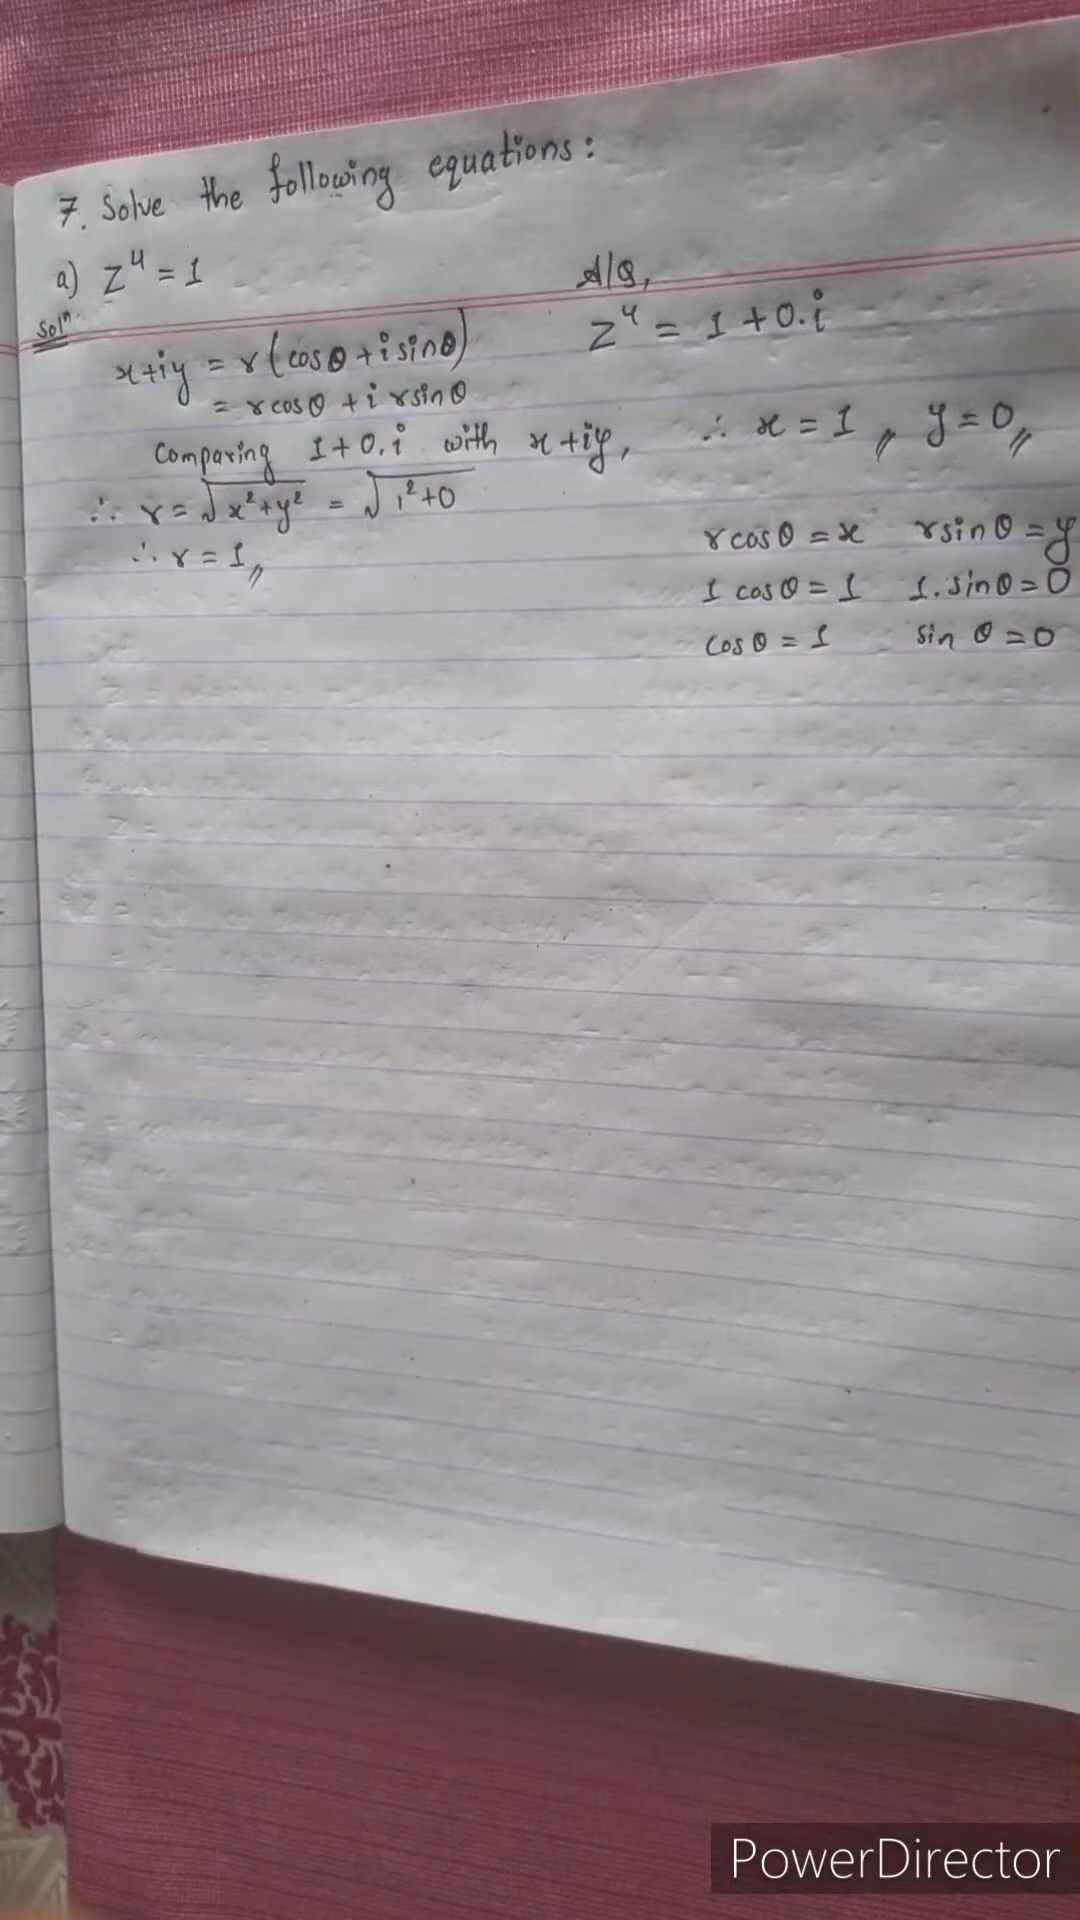 7. Solve the following equations:
a) z⁴ = 1
Solⁿ.
x+iy = r(cosθ + i sinθ)
= r cosθ + i r sinθ
Comparing 1+0.i with x+iy,
∴ r = √x²+y² = √1²+0
∴ r = 1,,
A/Q,
z⁴ = 1 + 0.i
∴ x = 1,, y = 0,,
r cosθ = x r sinθ = y
1 cosθ = 1 1. sinθ = 0
cosθ = 1 sin θ = 0
PowerDirector